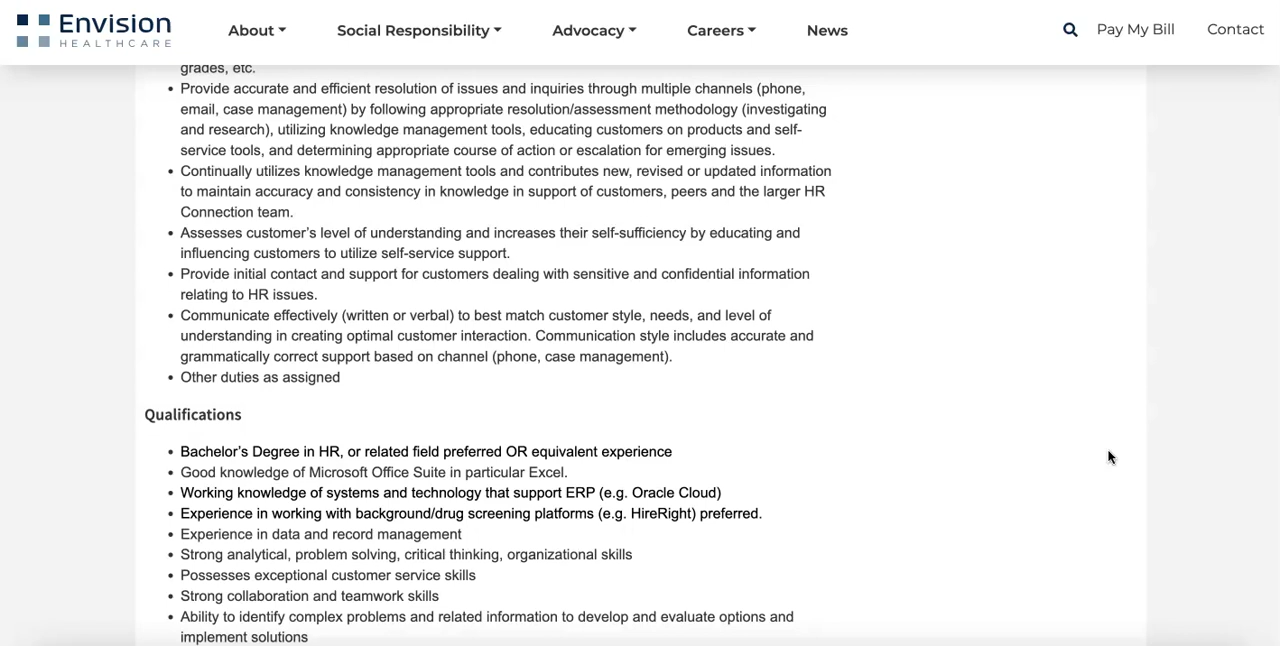 Envision
HEALTHCARE
About
Social Responsibility
Advocacy
Careers
News
Pay My Bill
Contact
grades, etc.
• Provide accurate and efficient resolution of issues and inquiries through multiple channels (phone,
email, case management) by following appropriate resolution/assessment methodology (investigating
and research), utilizing knowledge management tools, educating customers on products and self-
service tools, and determining appropriate course of action or escalation for emerging issues.
• Continually utilizes knowledge management tools and contributes new, revised or updated information
to maintain accuracy and consistency in knowledge in support of customers, peers and the larger HR
Connection team.
• Assesses customer’s level of understanding and increases their self-sufficiency by educating and
influencing customers to utilize self-service support.
• Provide initial contact and support for customers dealing with sensitive and confidential information
relating to HR issues.
• Communicate effectively (written or verbal) to best match customer style, needs, and level of
understanding in creating optimal customer interaction. Communication style includes accurate and
grammatically correct support based on channel (phone, case management).
• Other duties as assigned
Qualifications
• Bachelor’s Degree in HR, or related field preferred OR equivalent experience
• Good knowledge of Microsoft Office Suite in particular Excel.
• Working knowledge of systems and technology that support ERP (e.g. Oracle Cloud)
• Experience in working with background/drug screening platforms (e.g. HireRight) preferred.
• Experience in data and record management
• Strong analytical, problem solving, critical thinking, organizational skills
• Possesses exceptional customer service skills
• Strong collaboration and teamwork skills
• Ability to identify complex problems and related information to develop and evaluate options and
implement solutions